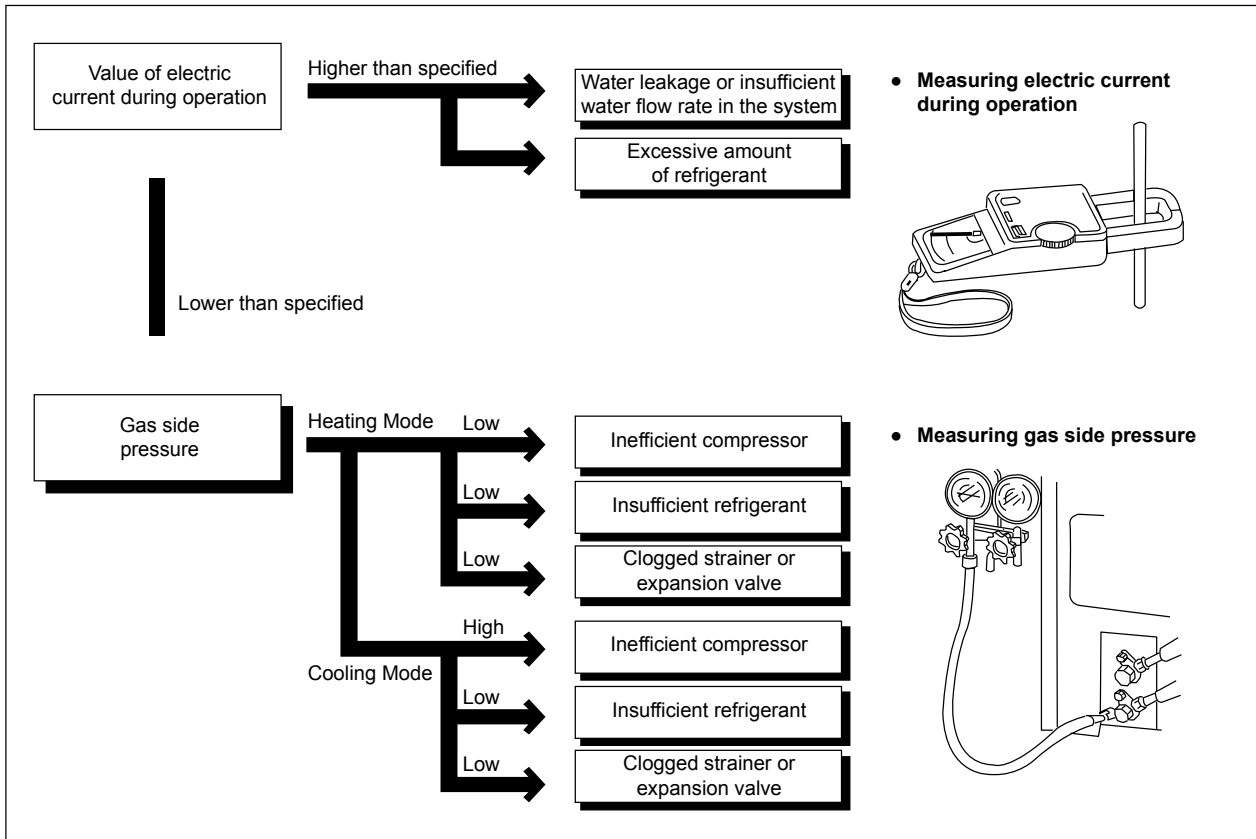 Value of electric
current during operation
Higher than specified
Water leakage or insufficient
water flow rate in the system
Excessive amount
of refrigerant
● Measuring electric current
during operation
Lower than specified
Gas side
pressure
Heating Mode
Low
Inefficient compressor
Low
Insufficient refrigerant
Low
Clogged strainer or
expansion valve
High
Inefficient compressor
Cooling Mode
Low
Insufficient refrigerant
Low
Clogged strainer or
expansion valve
● Measuring gas side pressure